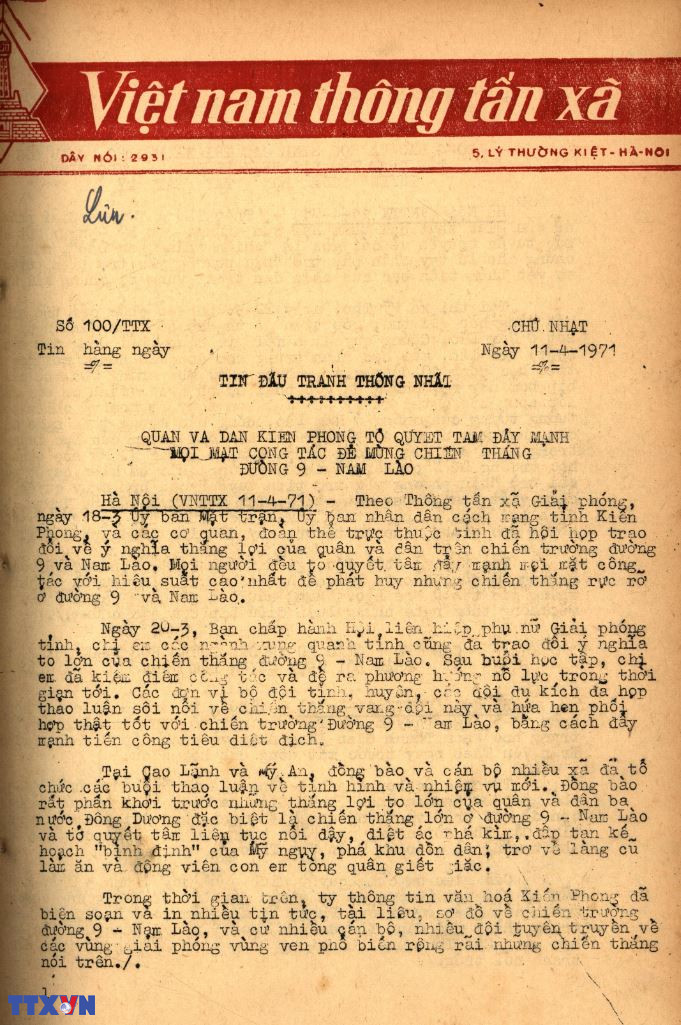 Việt nam thông tấn xã
DÂY NÓI: 2931
5, LÝ THƯỜNG KIỆT - HÀ-NỘI
Lưu.
Số 100/TTX
CHỦ NHẬT
Tin hàng ngày
Ngày 11-4-1971
TIN ĐẤU TRANH THỐNG NHẤT
QUÂN VÀ DÂN KIẾN PHONG TỎ QUYẾT TÂM ĐẨY MẠNH
MỌI MẶT CÔNG TÁC ĐỂ MỪNG CHIẾN THẮNG
ĐƯỜNG 9 - NAM LÀO
Hà Nội (VNTTX 11-4-71) - Theo Thông tấn xã Giải phóng,
ngày 18-3 Ủy ban Mặt trận, Ủy ban nhân dân cách mạng tỉnh Kiến
Phong, và các cơ quan, đoàn thể trực thuộc tỉnh đã hội họp trao
đổi về ý nghĩa thắng lợi của quân và dân trên chiến trường đường
9 và Nam Lào. Mọi người đều tỏ quyết tâm đẩy mạnh mọi mặt công
tác với hiệu suất cao nhất để phát huy những chiến thắng rực rỡ
ở đường 9 và Nam Lào.
Ngày 20-3, Ban chấp hành Hội liên hiệp phụ nữ Giải phóng
tỉnh, chị em các ngành xung quanh tỉnh cũng đã trao đổi ý nghĩa
to lớn của chiến thắng đường 9 - Nam Lào. Sau buổi học tập, chị
em đã kiểm điểm công tác và đề ra phương hướng nỗ lực trong thời
gian tới. Các đơn vị bộ đội tỉnh, huyện, các đội du kích đã họp
thảo luận sôi nổi về chiến thắng vang dội này và hứa hẹn phối
hợp thật tốt với chiến trường Đường 9 - Nam Lào, bằng cách đẩy
mạnh tiến công tiêu diệt địch.
Tại Cao Lãnh và Mỹ An, đồng bào và cán bộ nhiều xã đã tổ
chức các buổi thảo luận về tình hình và nhiệm vụ mới. Đồng bào
rất phấn khởi trước những thắng lợi to lớn của quân và dân ba
nước Đông Dương đặc biệt là chiến thắng lớn ở đường 9 - Nam Lào
và tỏ quyết tâm liên tục nổi dậy, diệt ác phá kìm, đập tan kế
hoạch "bình định" của Mỹ ngụy, phá khu dồn dân; trở về làng cũ
làm ăn và động viên con em tòng quân giết giặc.
Trong thời gian trên, ty thông tin văn hoá Kiến Phong đã
biên soạn và in nhiều tin tức, tài liệu, sơ đồ về chiến trường
đường 9 - Nam Lào, và cử nhiều cán bộ, nhiều đội tuyên truyền về
các vùng giải phóng vùng ven phổ biến rộng rãi những chiến thắng
nói trên./.
1
TTXVN